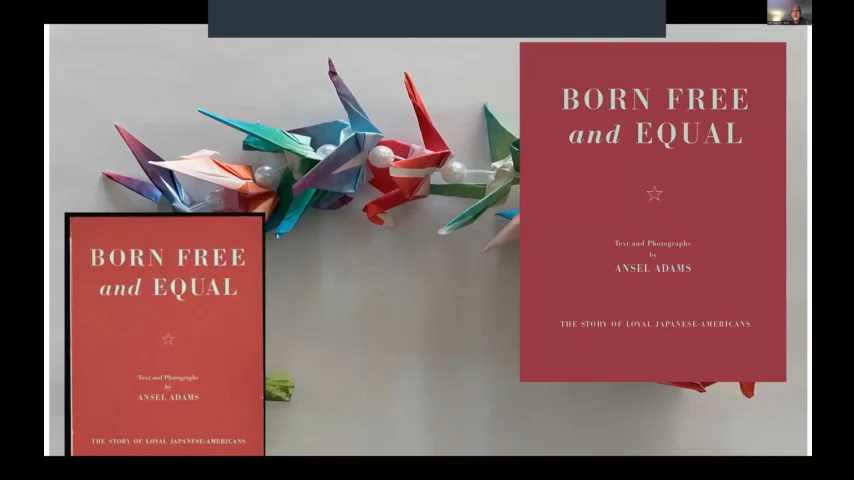 BORN FREE
and EQUAL
Text and Photographs
by
ANSEL ADAMS
THE STORY OF LOYAL JAPANESE-AMERICANS
BORN FREE
and EQUAL
Text and Photographs
by
ANSEL ADAMS
THE STORY OF LOYAL JAPANESE-AMERICANS